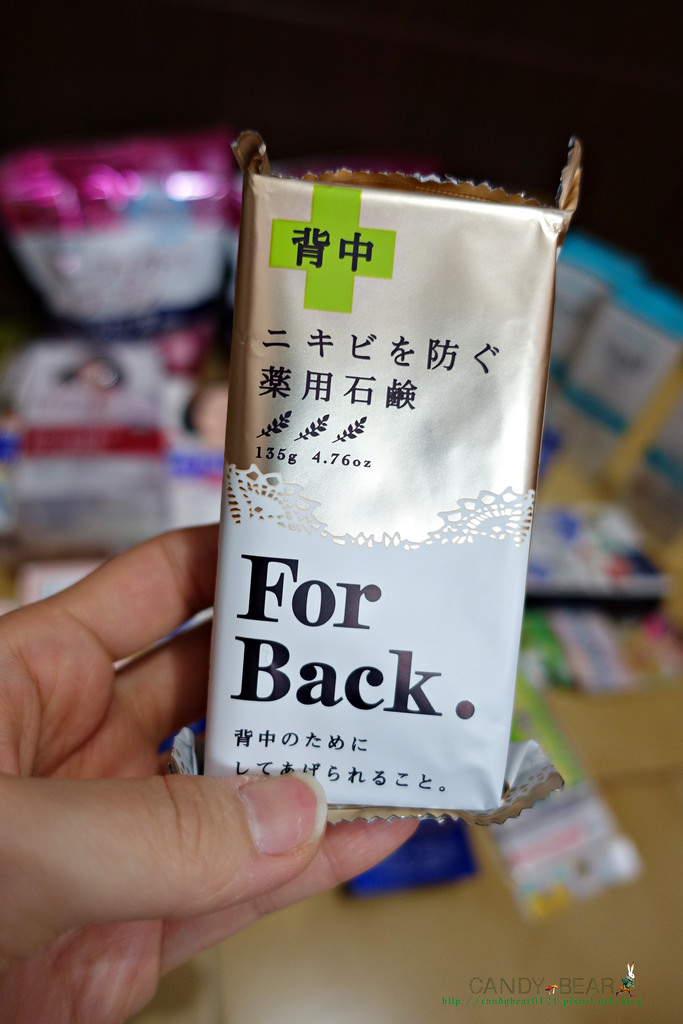 背中
ニキビを防ぐ
薬用石鹸
135g 4.76oz
For
Back.
背中のために
してあげられること。
CANDY BEAR